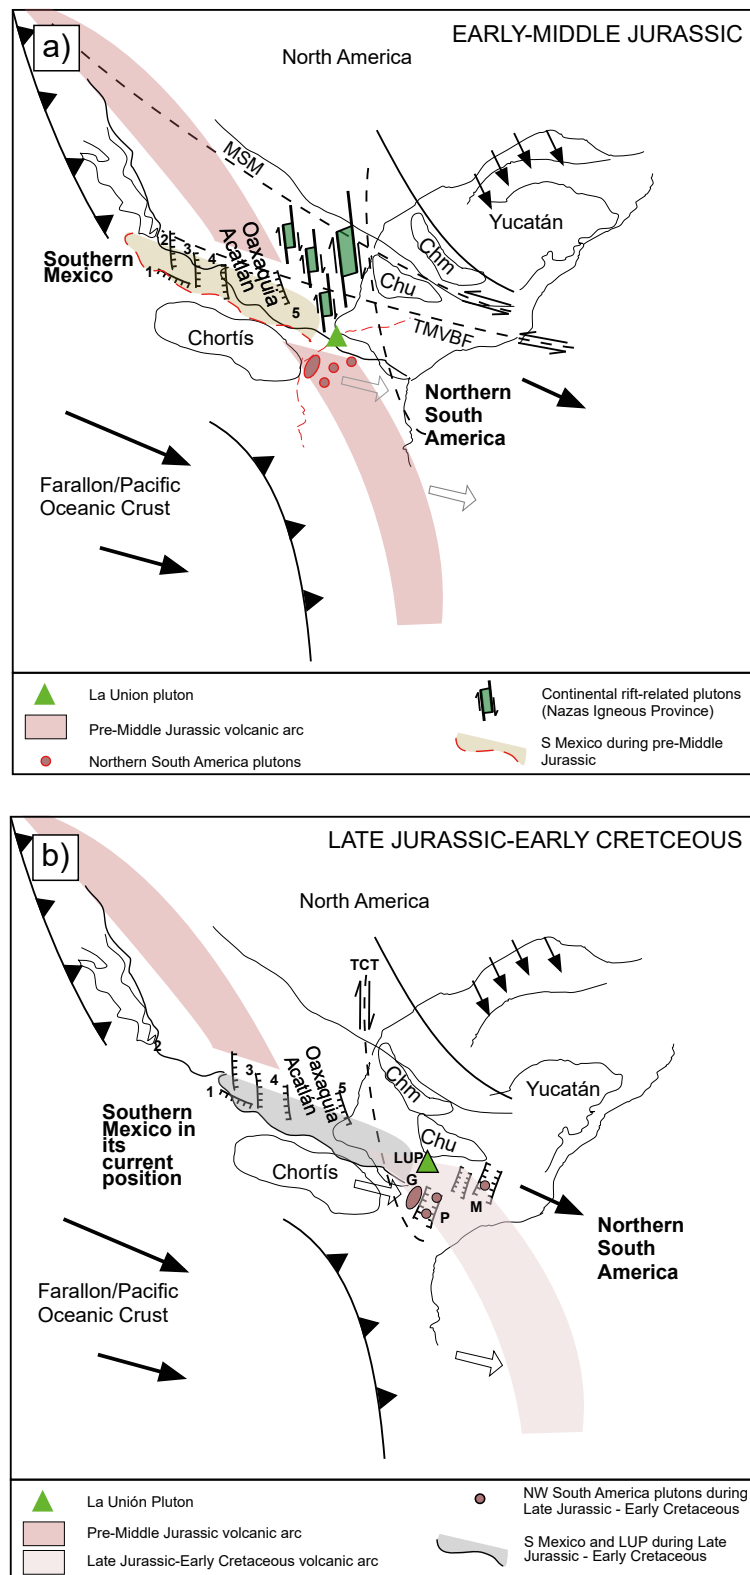 a)
EARLY-MIDDLE JURASSIC
North America
MSM
Yucatán
Oaxaquia
Acatlán
Chm
Chu
2
3
4
1
5
Southern
Mexico
Chortís
TMVBF
Northern
South
America
Farallon/Pacific
Oceanic Crust
La Union pluton
Pre-Middle Jurassic volcanic arc
Northern South America plutons
Continental rift-related plutons
(Nazas Igneous Province)
S Mexico during pre-Middle
Jurassic
b)
LATE JURASSIC-EARLY CRETCEOUS
North America
TCT
2
3
4
1
5
Oaxaquia
Acatlán
Chm
Yucatán
Southern
Mexico in
its
current
position
Chu
LUP
Chortís
G
P
M
Northern
South
America
Farallon/Pacific
Oceanic Crust
La Unión Pluton
Pre-Middle Jurassic volcanic arc
Late Jurassic-Early Cretaceous volcanic arc
NW South America plutons during
Late Jurassic - Early Cretaceous
S Mexico and LUP during Late
Jurassic - Early Cretaceous